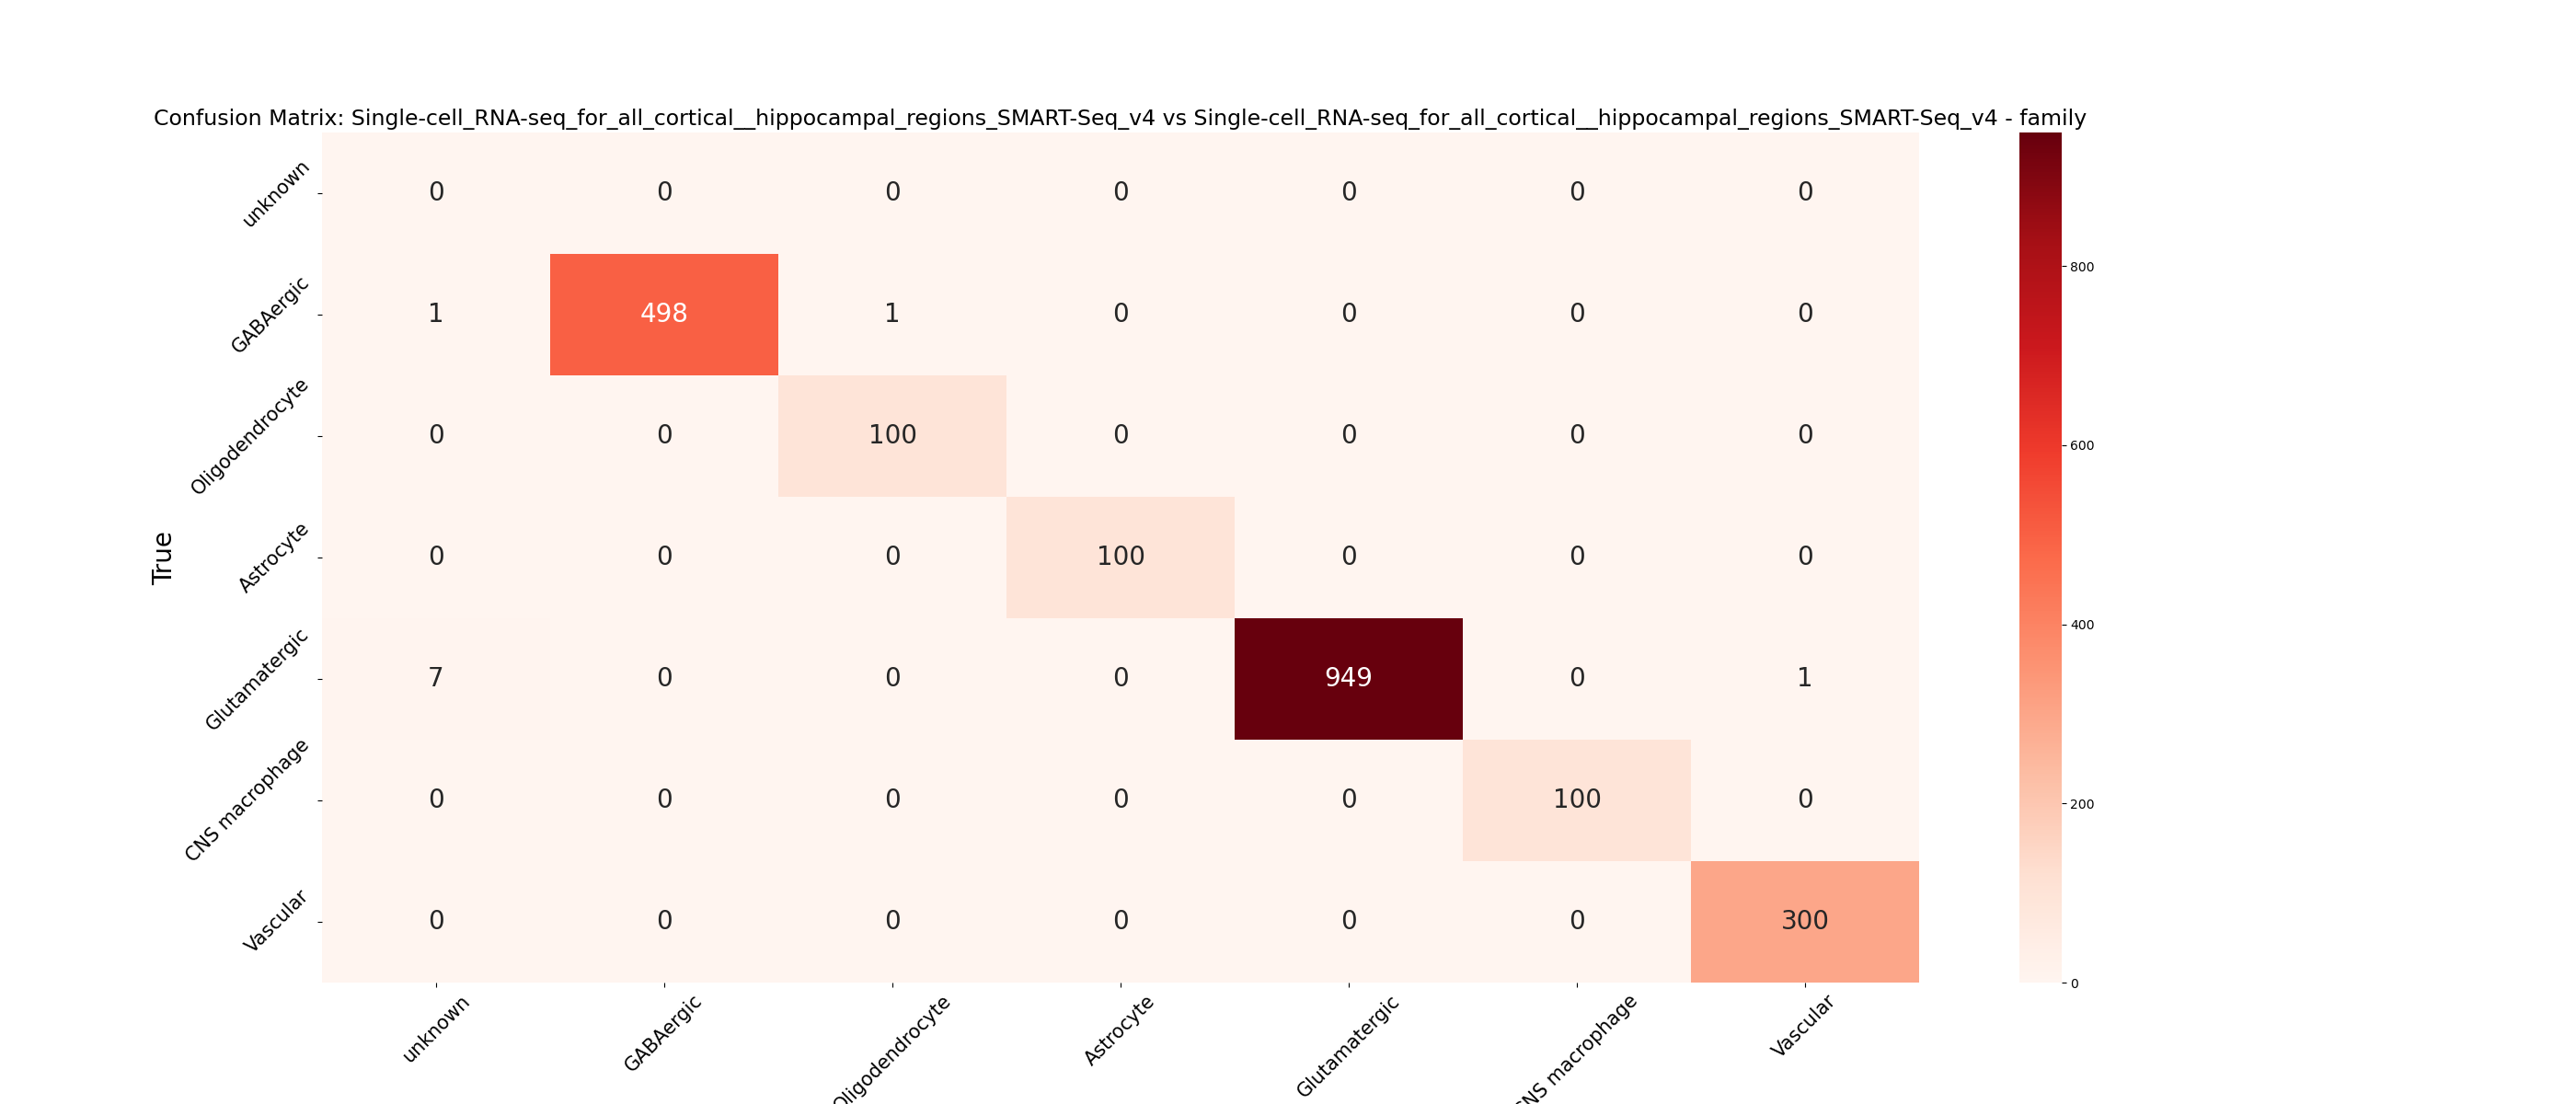 Confusion Matrix: Single-cell_RNA-seq_for_all_cortical__hippocampal_regions_SMART-Seq_v4 vs Single-cell_RNA-seq_for_all_cortical__hippocampal_regions_SMART-Seq_v4 - family
unknown 0 0 0 0 0 0 0
GABAergic 1 498 1 0 0 0 0
Oligodendrocyte 0 0 100 0 0 0 0
Astrocyte 0 0 0 100 0 0 0
Glutamatergic 7 0 0 0 949 0 1
CNS macrophage 0 0 0 0 0 100 0
Vascular 0 0 0 0 0 0 300
True
unknown GABAergic Oligodendrocyte Astrocyte Glutamatergic CNS macrophage Vascular
800
600
400
200
0